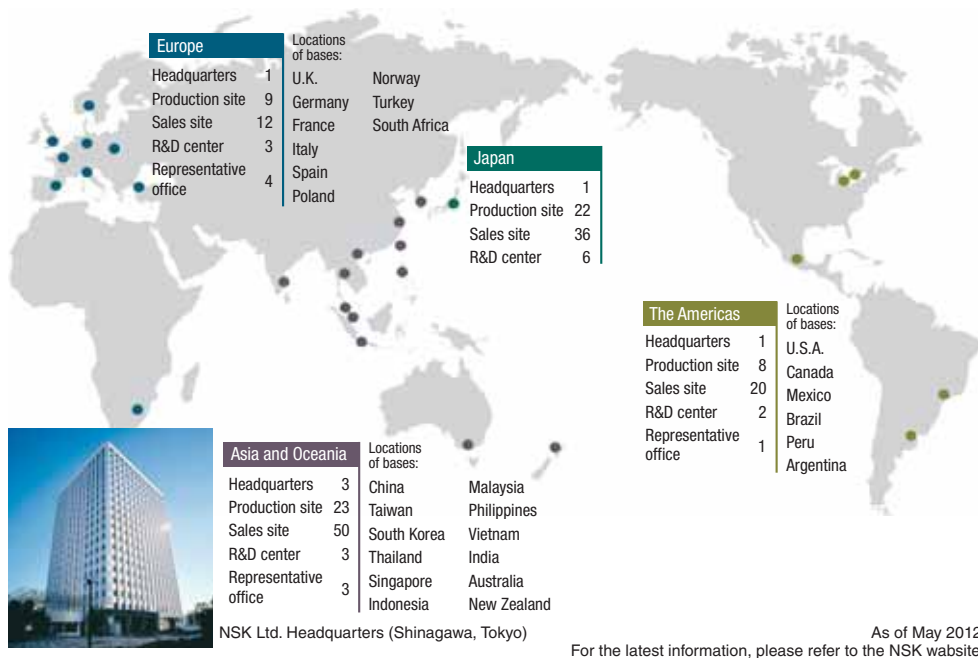 Europe
Headquarters 1
Production site 9
Sales site 12
R&D center 3
Representative
office 4
Locations
of bases:
U.K.
Germany
France
Italy
Spain
Poland
Norway
Turkey
South Africa
Japan
Headquarters 1
Production site 22
Sales site 36
R&D center 6
The Americas
Headquarters 1
Production site 8
Sales site 20
R&D center 2
Representative
office 1
Locations
of bases:
U.S.A.
Canada
Mexico
Brazil
Peru
Argentina
Asia and Oceania
Headquarters 3
Production site 23
Sales site 50
R&D center 3
Representative
office 3
Locations
of bases:
China
Taiwan
South Korea
Thailand
Singapore
Indonesia
Malaysia
Philippines
Vietnam
India
Australia
New Zealand
NSK Ltd. Headquarters (Shinagawa, Tokyo)
As of May 2012
For the latest information, please refer to the NSK wabsite